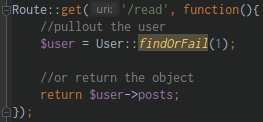 Route::get( uri: '/read', function(){
//pullout the user
$user = User::findOrFail(1);
//or return the object
return $user->posts;
});